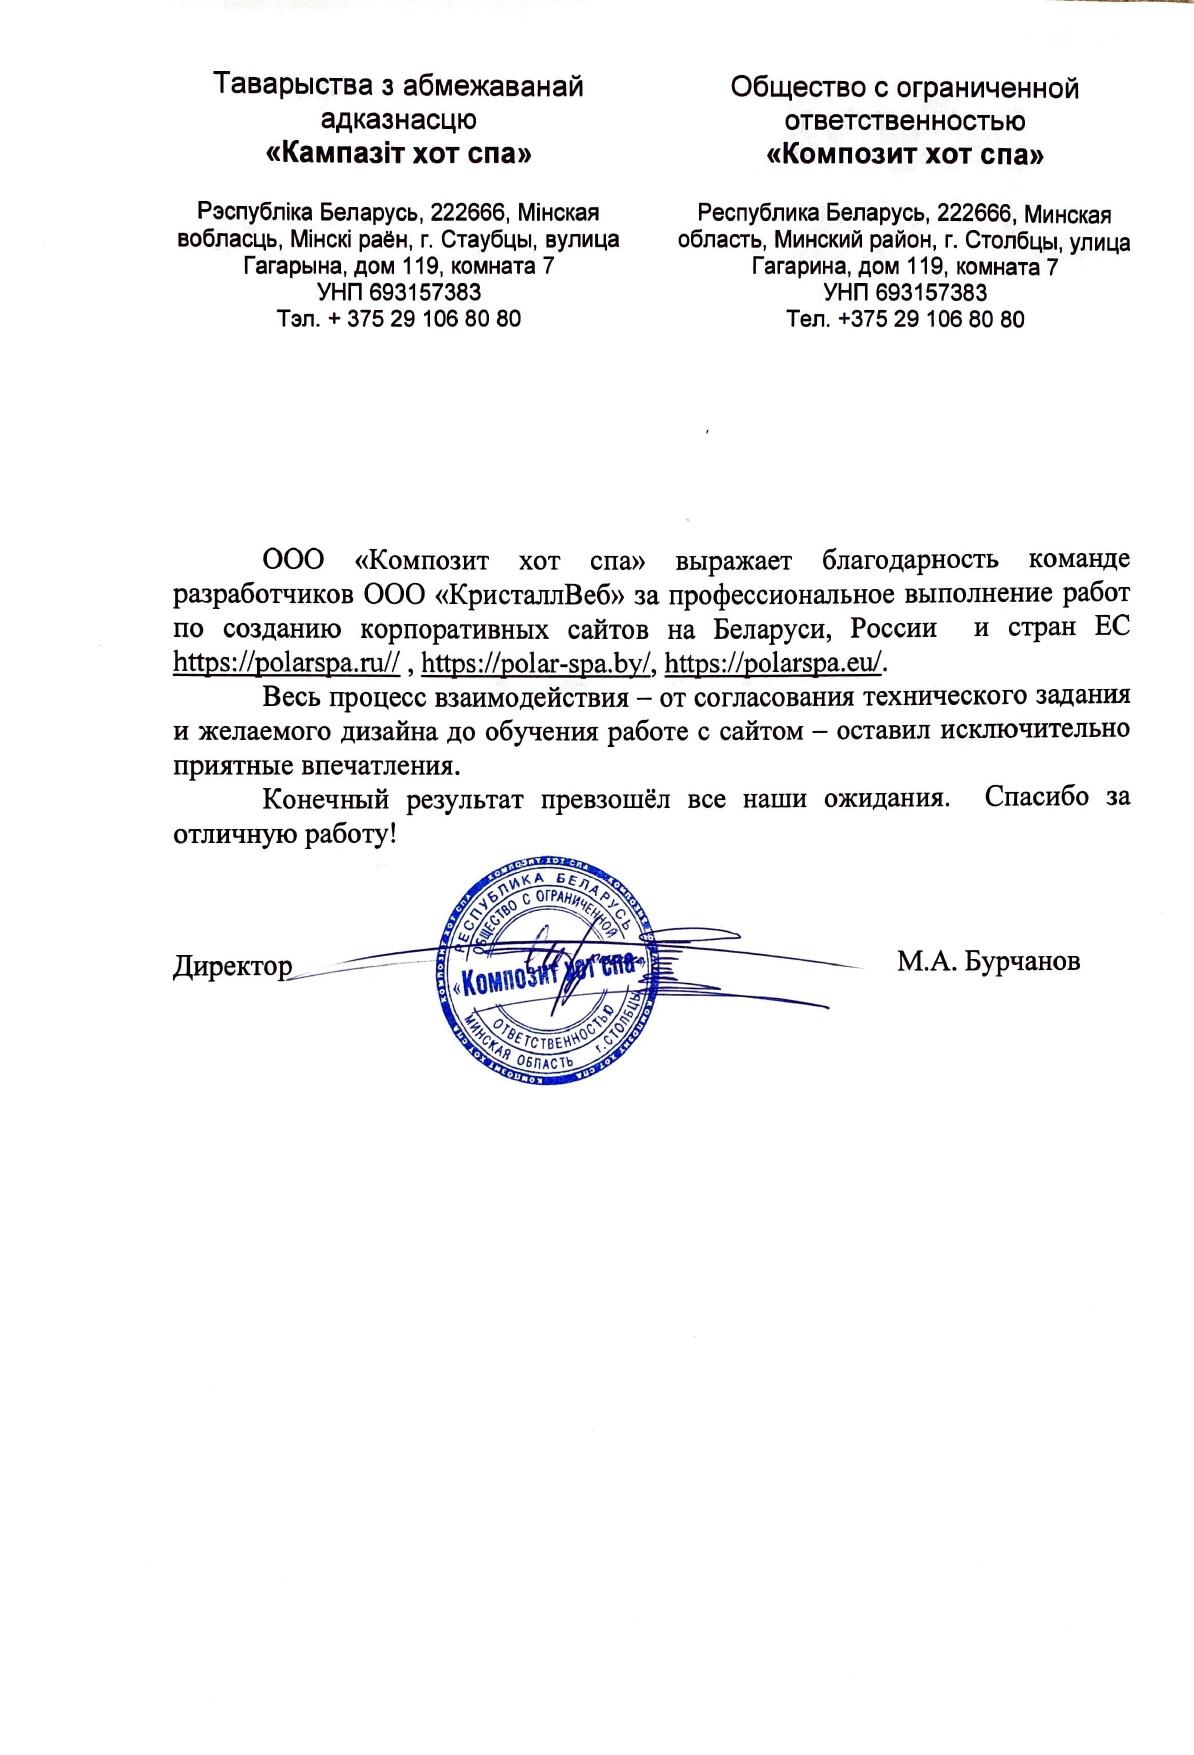 Таварыства з абмежаванай
адказнасцю
«Кампазіт хот спа»
Рэспубліка Беларусь, 222666, Мінская
вобласць, Мінскі раён, г. Стаубцы, вулица
Гагарына, дом 119, комната 7
УНП 693157383
Тэл. + 375 29 106 80 80
Общество с ограниченной
ответственностью
«Композит хот спа»
Республика Беларусь, 222666, Минская
область, Минский район, г. Столбцы, улица
Гагарина, дом 119, комната 7
УНП 693157383
Тел. +375 29 106 80 80
ООО «Композит хот спа» выражает благодарность команде
разработчиков ООО «КристаллВеб» за профессиональное выполнение работ
по созданию корпоративных сайтов на Беларуси, России и стран ЕС
https://polarspa.ru// , https://polar-spa.by/, https://polarspa.eu/.
Весь процесс взаимодействия – от согласования технического задания
и желаемого дизайна до обучения работе с сайтом – оставил исключительно
приятные впечатления.
Конечный результат превзошёл все наши ожидания. Спасибо за
отличную работу!
Директор
М.А. Бурчанов
КОМПОЗИТ ХОТ СПА
РЕСПУБЛИКА БЕЛАРУСЬ
ОБЩЕСТВО С ОГРАНИЧЕННОЙ
«Композит хот спа»
ОТВЕТСТВЕННОСТЬЮ
МИНСКАЯ ОБЛАСТЬ г.СТОЛБЦЫ